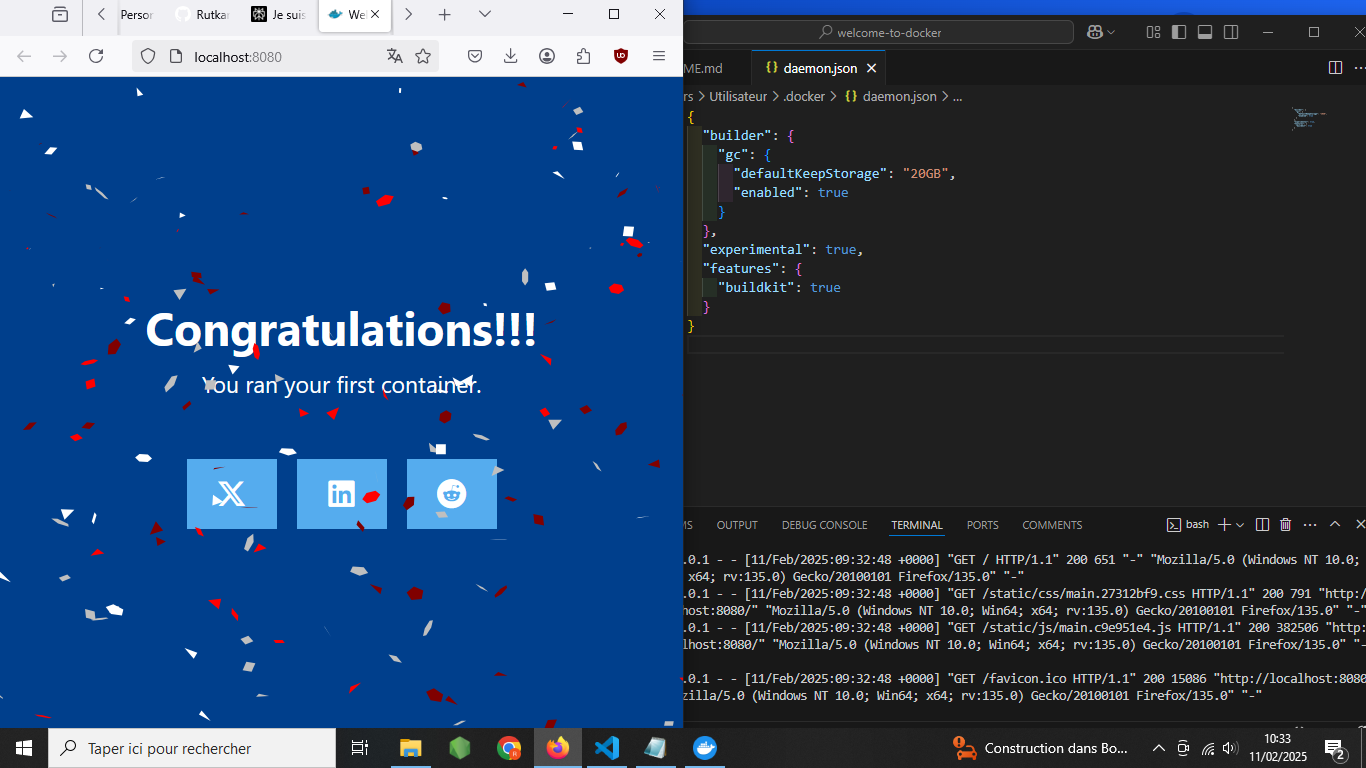 Person
Rutkar
Je suis
Wel
localhost:8080
Congratulations!!!
You ran your first container.
welcome-to-docker
ME.md
daemon.json
rs > Utilisateur > .docker > {} daemon.json > ...
{
"builder": {
"gc": {
"defaultKeepStorage": "20GB",
"enabled": true
}
},
"experimental": true,
"features": {
"buildkit": true
}
}
MS OUTPUT DEBUG CONSOLE TERMINAL PORTS COMMENTS
bash
.0.1 - - [11/Feb/2025:09:32:48 +0000] "GET / HTTP/1.1" 200 651 "-" "Mozilla/5.0 (Windows NT 10.0;
x64; rv:135.0) Gecko/20100101 Firefox/135.0" "-"
.0.1 - - [11/Feb/2025:09:32:48 +0000] "GET /static/css/main.27312bf9.css HTTP/1.1" 200 791 "http:/
lhost:8080/" "Mozilla/5.0 (Windows NT 10.0; Win64; x64; rv:135.0) Gecko/20100101 Firefox/135.0" "-"
.0.1 - - [11/Feb/2025:09:32:48 +0000] "GET /static/js/main.c9e951e4.js HTTP/1.1" 200 382506 "http:
lhost:8080/" "Mozilla/5.0 (Windows NT 10.0; Win64; x64; rv:135.0) Gecko/20100101 Firefox/135.0" "-
.0.1 - - [11/Feb/2025:09:32:48 +0000] "GET /favicon.ico HTTP/1.1" 200 15086 "http://localhost:8080
zilla/5.0 (Windows NT 10.0; Win64; x64; rv:135.0) Gecko/20100101 Firefox/135.0" "-"
Taper ici pour rechercher
Construction dans Bo...
10:33
11/02/2025
2